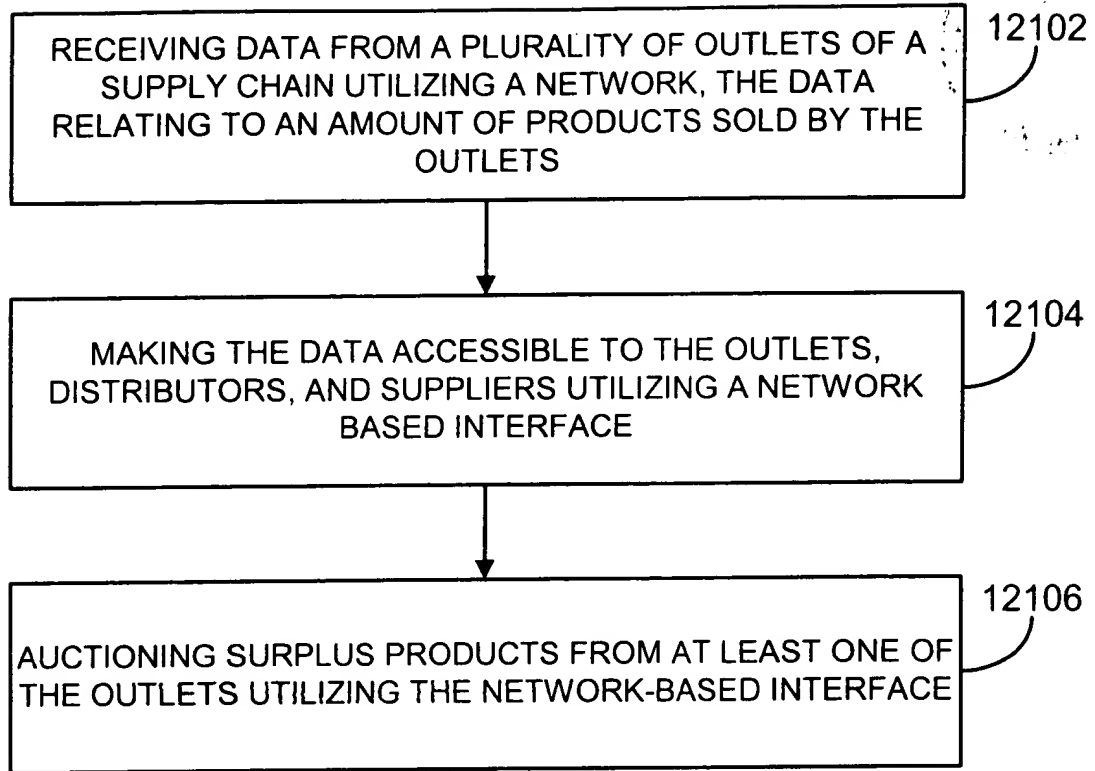 RECEIVING DATA FROM A PLURALITY OF OUTLETS OF A
SUPPLY CHAIN UTILIZING A NETWORK, THE DATA
RELATING TO AN AMOUNT OF PRODUCTS SOLD BY THE
OUTLETS
12102
MAKING THE DATA ACCESSIBLE TO THE OUTLETS,
DISTRIBUTORS, AND SUPPLIERS UTILIZING A NETWORK
BASED INTERFACE
12104
AUCTIONING SURPLUS PRODUCTS FROM AT LEAST ONE OF
THE OUTLETS UTILIZING THE NETWORK-BASED INTERFACE
12106